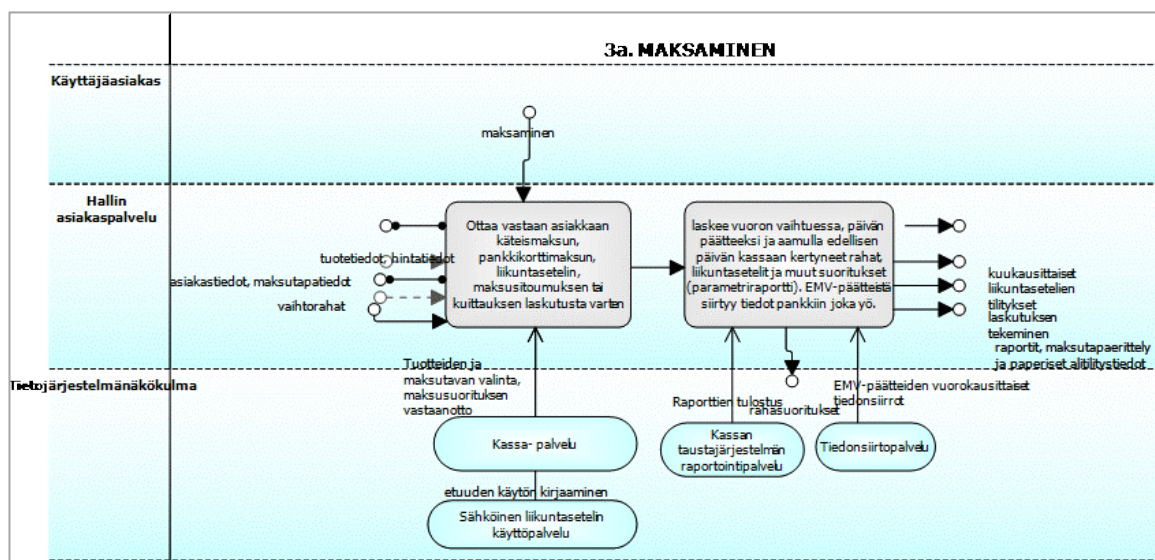 3a. MAKSAMINEN
Käyttäjäasiakas
maksaminen
Hallin
asiakaspalvelu
Ottaa vastaan asiakkaan
käteismaksun,
pankkikorttimaksun,
liikuntasetelin,
maksusitoumuksen tai
kuittauksen laskutusta varten
laskee vuoron vaihtuessa, päivän
päätteeksi ja aamulla edellisen
päivän kassaan kertyneet rahat,
liikuntasetelit ja muut suoritukset
(parametriraportti). EMV-päätteistä
siirtyy tiedot pankkiin joka yö.
tuotetiedot, hintatiedot
asiakastiedot, maksutapatiedot
vaihtorahat
kuukausittaiset
liikuntasetelien
tilitykset
laskutuksen
tekeminen
raportit, maksutapaerittely
ja paperiset alitilitystiedot
Tietojärjestelmänäkökulma
Tuotteiden ja
maksutavan valinta,
maksusuorituksen
vastaanotto
Raporttien tulostus
rahasuoritukset
EMV-päätteiden vuorokausittaiset
tiedonsiirrot
Kassa- palvelu
Kassan
taustajärjestelmän
raportointipalvelu
Tiedonsiirtopalvelu
etuuden käytön kirjaaminen
Sähköinen liikuntasetelin
käyttöpalvelu